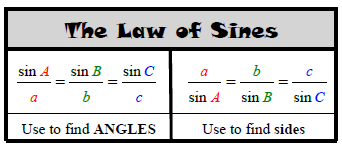 The Law of Sines
sin A / a = sin B / b = sin C / c
a / sin A = b / sin B = c / sin C
Use to find ANGLES
Use to find sides